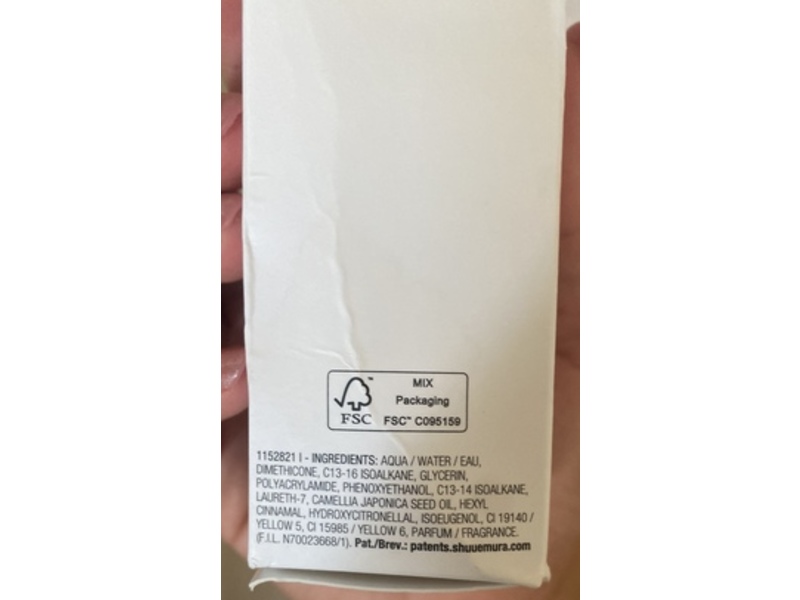 MIX
Packaging
FSC™
FSC™ C095159
1152821 I - INGREDIENTS: AQUA / WATER / EAU,
DIMETHICONE, C13-16 ISOALKANE, GLYCERIN,
POLYACRYLAMIDE, PHENOXYETHANOL, C13-14 ISOALKANE,
LAURETH-7, CAMELLIA JAPONICA SEED OIL, HEXYL
CINNAMAL, HYDROXYCITRONELLAL, ISOEUGENOL, CI 19140 /
YELLOW 5, CI 15985 / YELLOW 6, PARFUM / FRAGRANCE.
(F.I.L. N70023668/1). Pat./Brev.: patents.shuuemura.com